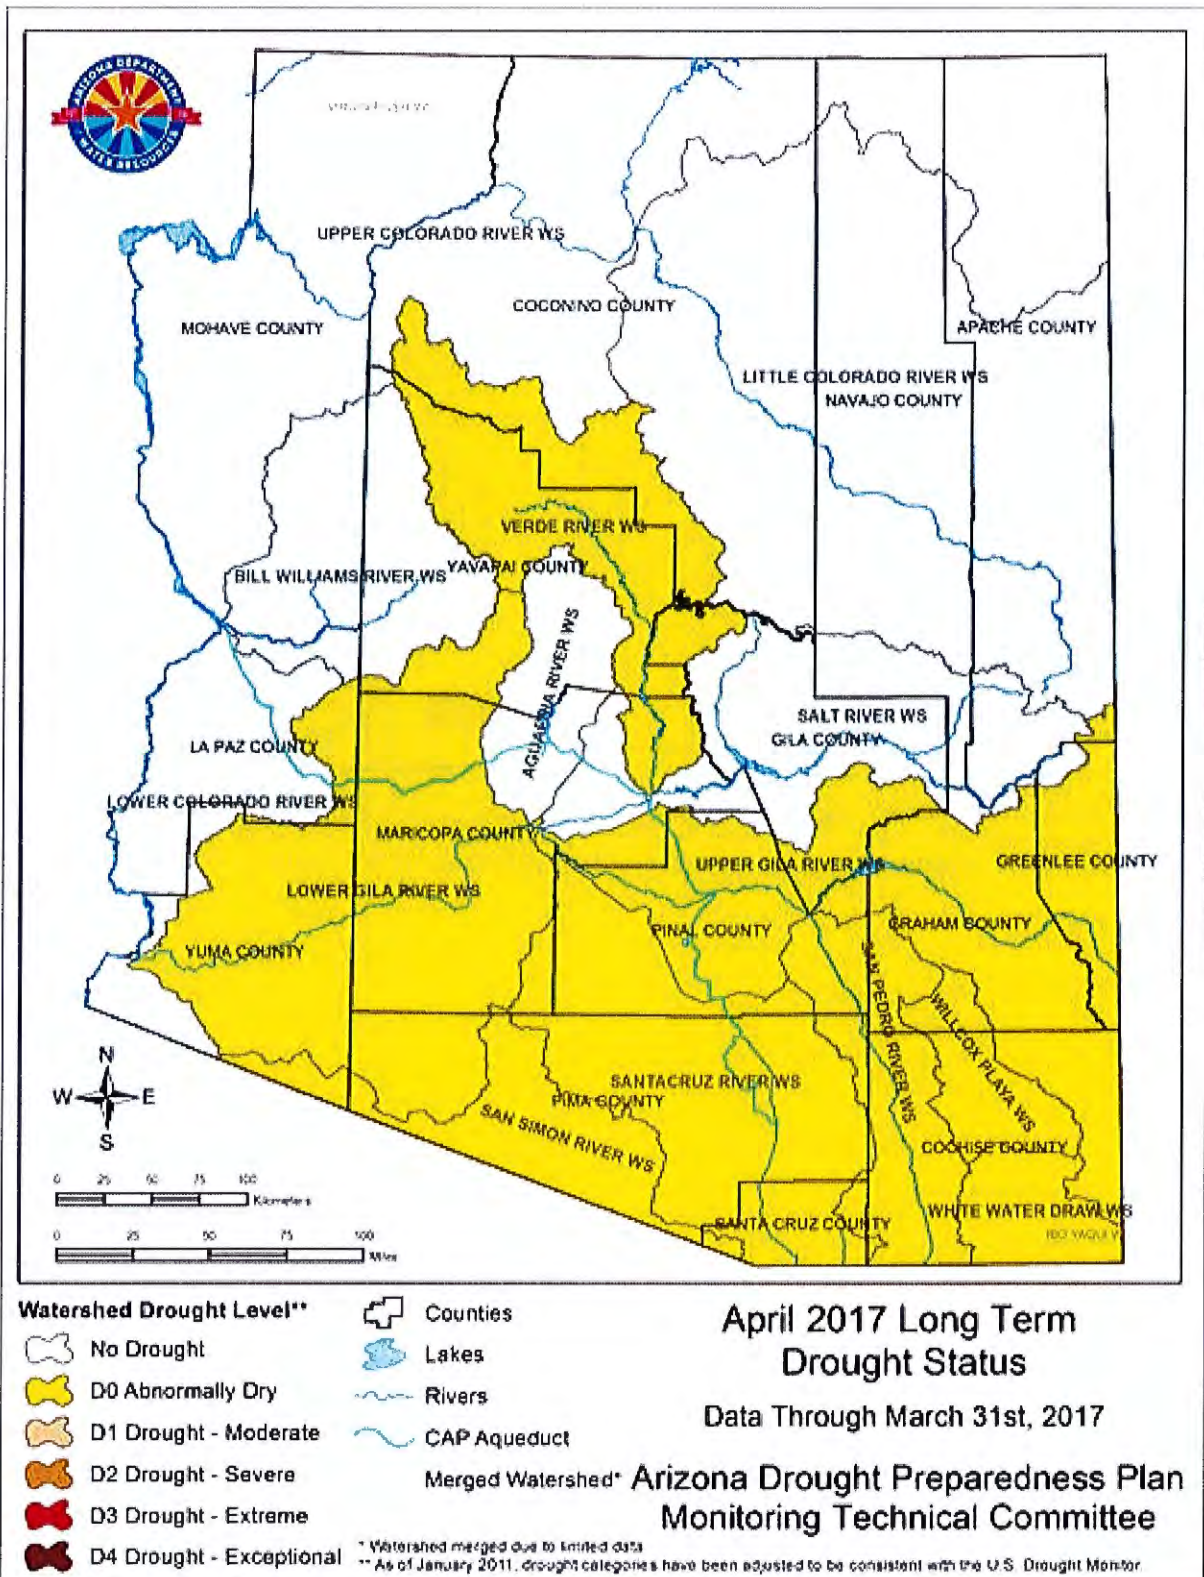 ARIZONA DEPARTMENT
WATER RESOURCES
UPPER COLORADO RIVER WS
COCONINO COUNTY
MOHAVE COUNTY
APACHE COUNTY
LITTLE COLORADO RIVER WS
NAVAJO COUNTY
VERDE RIVER WS
YAVAPAI COUNTY
BILL WILLIAMS RIVER WS
AGUA FRIA RIVER WS
SALT RIVER WS
GILA COUNTY
LA PAZ COUNTY
LOWER COLORADO RIVER WS
MARICOPA COUNTY
UPPER GILA RIVER WS
GREENLEE COUNTY
LOWER GILA RIVER WS
GRAHAM COUNTY
PINAL COUNTY
YUMA COUNTY
SAN PEDRO RIVER WS
WILLCOX PLAYA WS
SANTACRUZ RIVER WS
PIMA COUNTY
SAN SIMON RIVER WS
COCHISE COUNTY
WHITE WATER DRAW WS
SANTA CRUZ COUNTY
N
W E
S
0 25 50 75 100
Kilometers
0 25 50 75 100
Miles
Watershed Drought Level**
No Drought
D0 Abnormally Dry
D1 Drought - Moderate
D2 Drought - Severe
D3 Drought - Extreme
D4 Drought - Exceptional
Counties
Lakes
Rivers
CAP Aqueduct
Merged Watershed*
April 2017 Long Term
Drought Status
Data Through March 31st, 2017
Arizona Drought Preparedness Plan
Monitoring Technical Committee
* Watershed merged due to limited data
** As of January 2011, drought categories have been adjusted to be consistent with the U.S. Drought Monitor